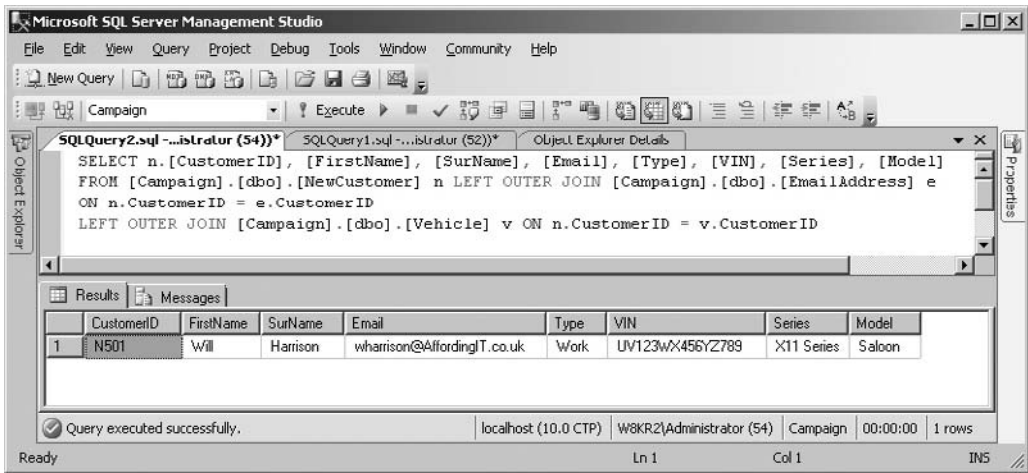 Microsoft SQL Server Management Studio
File Edit View Query Project Debug Tools Window Community Help
New Query
Campaign Execute
SQLQuery2.sql -...istrator (54))* SQLQuery1.sql -...istrator (52))* Object Explorer Details
Object Explorer
Properties
SELECT n.[CustomerID], [FirstName], [SurName], [Email], [Type], [VIN], [Series], [Model]
FROM [Campaign].[dbo].[NewCustomer] n LEFT OUTER JOIN [Campaign].[dbo].[EmailAddress] e
ON n.CustomerID = e.CustomerID
LEFT OUTER JOIN [Campaign].[dbo].[Vehicle] v ON n.CustomerID = v.CustomerID
Results Messages
CustomerID FirstName SurName Email Type VIN Series Model
1 N501 Will Harrison wharrison@AffordingIT.co.uk Work UV123WX456YZ789 X11 Series Saloon
Query executed successfully. localhost (10.0 CTP) W8KR2\Administrator (54) Campaign 00:00:00 1 rows
Ready Ln 1 Col 1 INS